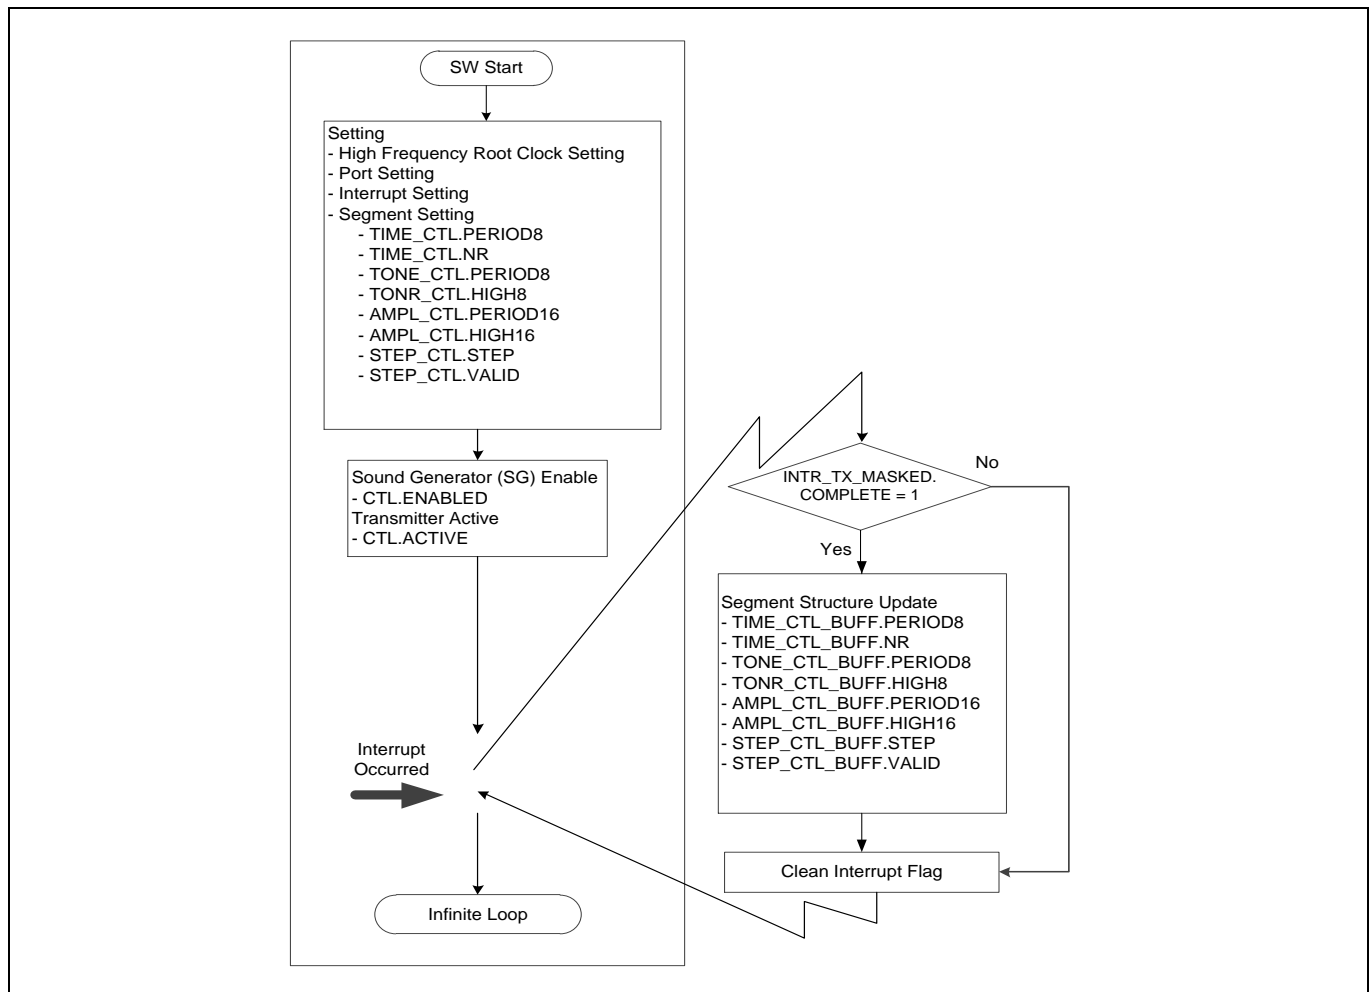 SW Start
Setting
- High Frequency Root Clock Setting
- Port Setting
- Interrupt Setting
- Segment Setting
- TIME_CTL.PERIOD8
- TIME_CTL.NR
- TONE_CTL.PERIOD8
- TONR_CTL.HIGH8
- AMPL_CTL.PERIOD16
- AMPL_CTL.HIGH16
- STEP_CTL.STEP
- STEP_CTL.VALID
Sound Generator (SG) Enable
- CTL.ENABLED
Transmitter Active
- CTL.ACTIVE
Interrupt
Occurred
Infinite Loop
INTR_TX_MASKED.
COMPLETE = 1
No
Yes
Segment Structure Update
- TIME_CTL_BUFF.PERIOD8
- TIME_CTL_BUFF.NR
- TONE_CTL_BUFF.PERIOD8
- TONR_CTL_BUFF.HIGH8
- AMPL_CTL_BUFF.PERIOD16
- AMPL_CTL_BUFF.HIGH16
- STEP_CTL_BUFF.STEP
- STEP_CTL_BUFF.VALID
Clean Interrupt Flag